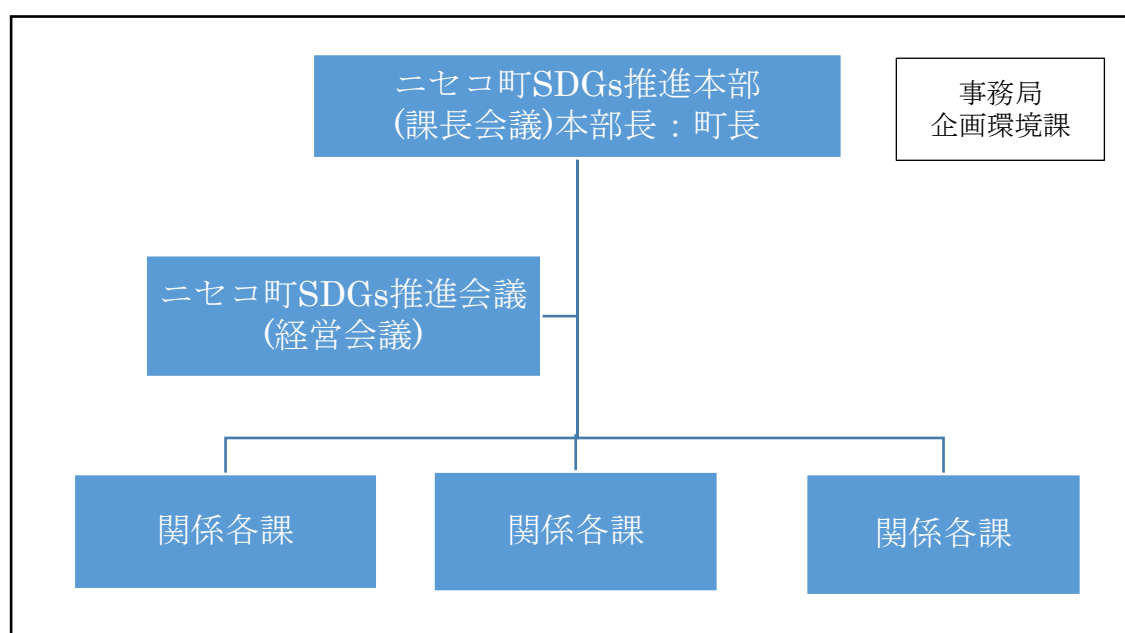 ニセコ町SDGs推進本部
(課長会議)本部長：町長
事務局
企画環境課
ニセコ町SDGs推進会議
(経営会議)
関係各課
関係各課
関係各課